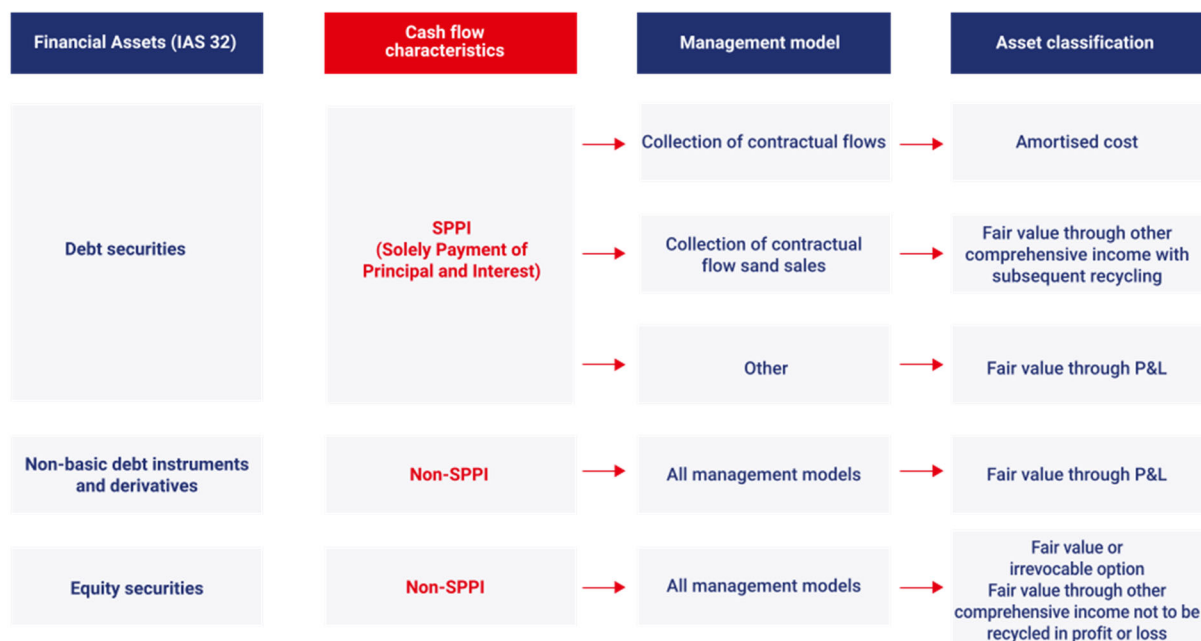 Financial Assets (IAS 32)
Cash flow
characteristics
Management model
Asset classification
Debt securities
SPPI
(Solely Payment of
Principal and Interest)
Collection of contractual flows
Amortised cost
Collection of contractual
flow sand sales
Fair value through other
comprehensive income with
subsequent recycling
Other
Fair value through P&L
Non-basic debt instruments
and derivatives
Non-SPPI
All management models
Fair value through P&L
Equity securities
Non-SPPI
All management models
Fair value or
irrevocable option
Fair value through other
comprehensive income not to be
recycled in profit or loss